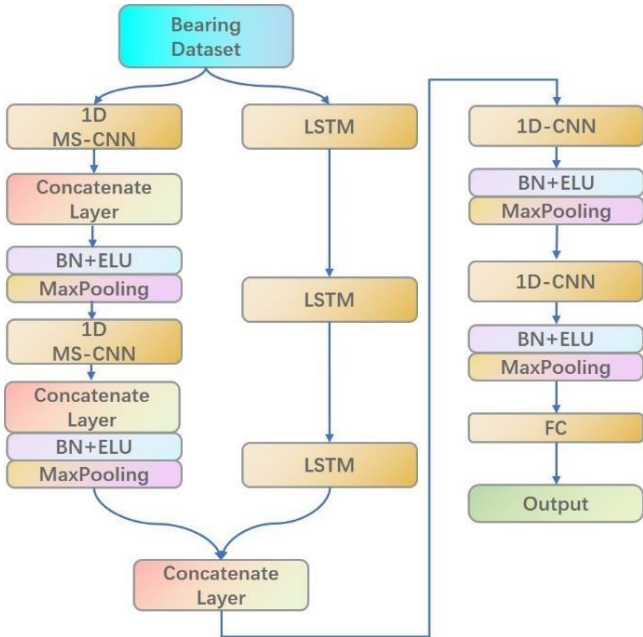 Bearing
Dataset
1D
MS-CNN
Concatenate
Layer
BN+ELU
MaxPooling
1D
MS-CNN
Concatenate
Layer
BN+ELU
MaxPooling
LSTM
LSTM
LSTM
Concatenate
Layer
1D-CNN
BN+ELU
MaxPooling
1D-CNN
BN+ELU
MaxPooling
FC
Output